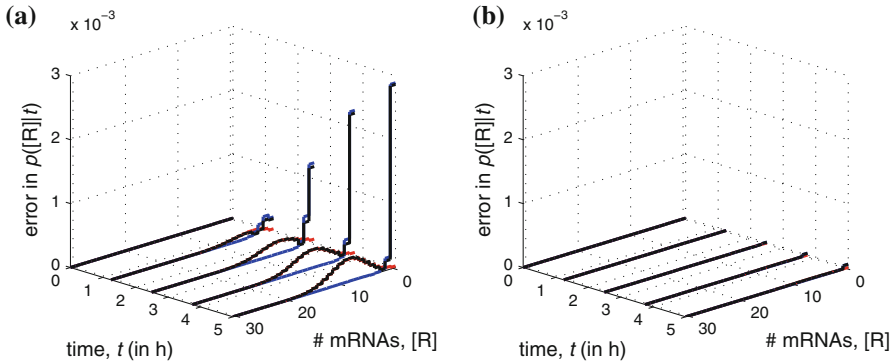 (a)
x 10⁻³
3
2
1
0
error in p([R]|t)
0
1
2
3
4
5
time, t (in h)
30
20
10
0
# mRNAs, [R]
(b)
x 10⁻³
3
2
1
0
error in p([R]|t)
0
1
2
3
4
5
time, t (in h)
30
20
10
0
# mRNAs, [R]